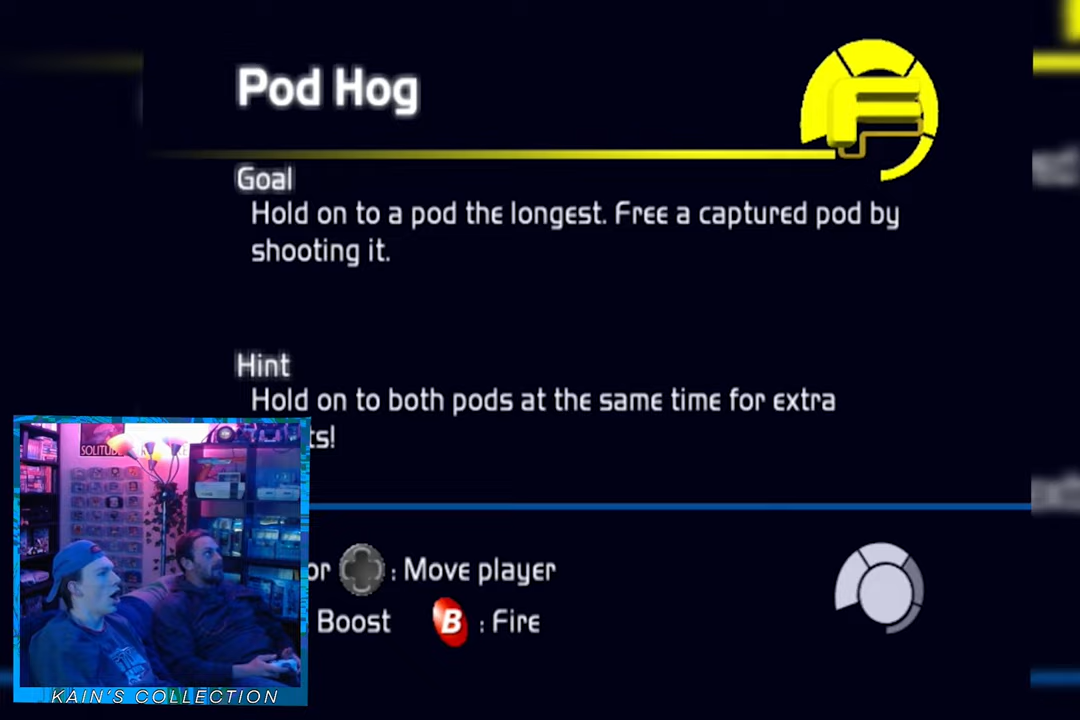 Pod Hog
F
Goal
Hold on to a pod the longest. Free a captured pod by
shooting it.
Hint
Hold on to both pods at the same time for extra
ts!
or : Move player
Boost B : Fire
SOLITUDE
KAIN'S COLLECTION